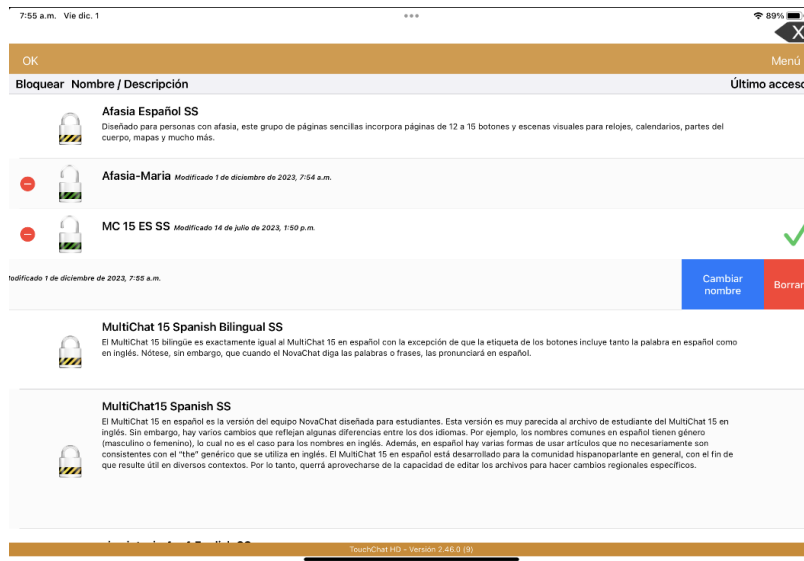 7:55 a.m. Vie dic. 1
89%
X
OK
Menú
Bloquear Nombre / Descripción
Último acceso
Afasia Español SS
Diseñado para personas con afasia, este grupo de páginas sencillas incorpora páginas de 12 a 15 botones y escenas visuales para relojes, calendarios, partes del
cuerpo, mapas y mucho más.
Afasia-Maria Modificado 1 de diciembre de 2023, 7:54 a.m.
MC 15 ES SS Modificado 14 de julio de 2023, 1:50 p.m.
Modificado 1 de diciembre de 2023, 7:55 a.m.
Cambiar
nombre
Borrar
MultiChat 15 Spanish Bilingual SS
El MultiChat 15 bilingüe es exactamente igual al MultiChat 15 en español con la excepción de que la etiqueta de los botones incluye tanto la palabra en español como
en inglés. Nótese, sin embargo, que cuando el NovaChat diga las palabras o frases, las pronunciará en español.
MultiChat15 Spanish SS
El MultiChat 15 en español es la versión del equipo NovaChat diseñada para estudiantes. Esta versión es muy parecida al archivo de estudiante del MultiChat 15 en
inglés. Sin embargo, hay varios cambios que reflejan algunas diferencias entre los dos idiomas. Por ejemplo, los nombres comunes en español tienen género
(masculino o femenino), lo cual no es el caso para los nombres en inglés. Además, en español hay varias formas de usar artículos que no necesariamente son
consistentes con el "the" genérico que se utiliza en inglés. El MultiChat 15 en español está desarrollado para la comunidad hispanoparlante en general, con el fin de
que resulte útil en diversos contextos. Por lo tanto, querrá aprovecharse de la capacidad de editar los archivos para hacer cambios regionales específicos.
TouchChat HD - Versión 2.46.0 (9)